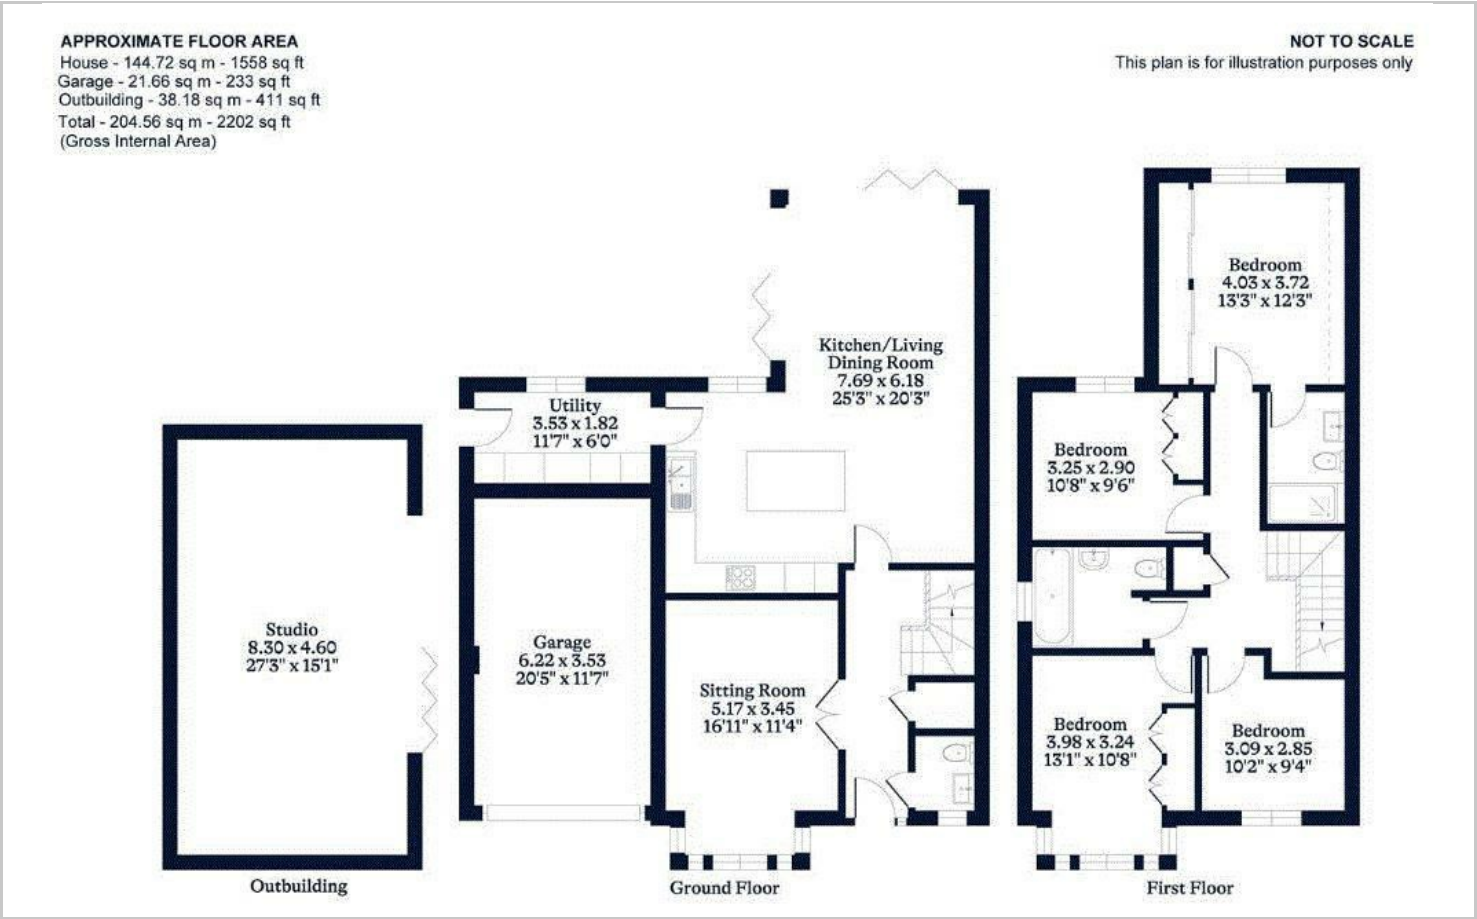 APPROXIMATE FLOOR AREA
House - 144.72 sq m - 1558 sq ft
Garage - 21.66 sq m - 233 sq ft
Outbuilding - 38.18 sq m - 411 sq ft
Total - 204.56 sq m - 2202 sq ft
(Gross Internal Area)
NOT TO SCALE
This plan is for illustration purposes only
Studio
8.30 x 4.60
27'3" x 15'1"
Outbuilding
Utility
3.53 x 1.82
11'7" x 6'0"
Kitchen/Living
Dining Room
7.69 x 6.18
25'3" x 20'3"
Garage
6.22 x 3.53
20'5" x 11'7"
Sitting Room
5.17 x 3.45
16'11" x 11'4"
Ground Floor
Bedroom
4.03 x 3.72
13'3" x 12'3"
Bedroom
3.25 x 2.90
10'8" x 9'6"
Bedroom
3.98 x 3.24
13'1" x 10'8"
Bedroom
3.09 x 2.85
10'2" x 9'4"
First Floor